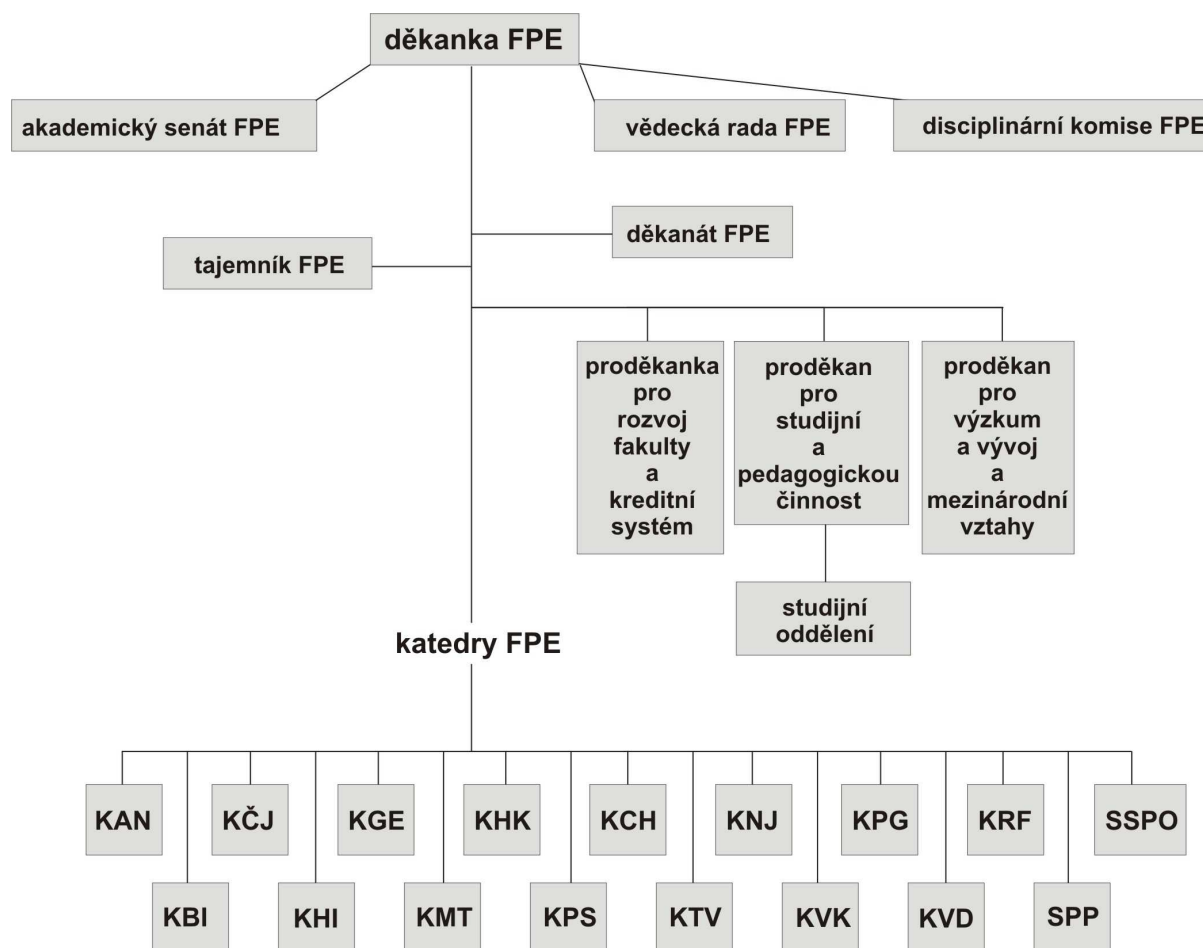 děkanka FPE
akademický senát FPE
vědecká rada FPE
disciplinární komise FPE
děkanát FPE
tajemník FPE
proděkanka
pro
rozvoj
fakulty
a
kreditní
systém
proděkan
pro
studijní
a
pedagogickou
činnost
proděkan
pro
výzkum
a vývoj
a
mezinárodní
vztahy
studijní
oddělení
katedry FPE
KAN
KČJ
KGE
KHK
KCH
KNJ
KPG
KRF
SSPO
KBI
KHI
KMT
KPS
KTV
KVK
KVD
SPP